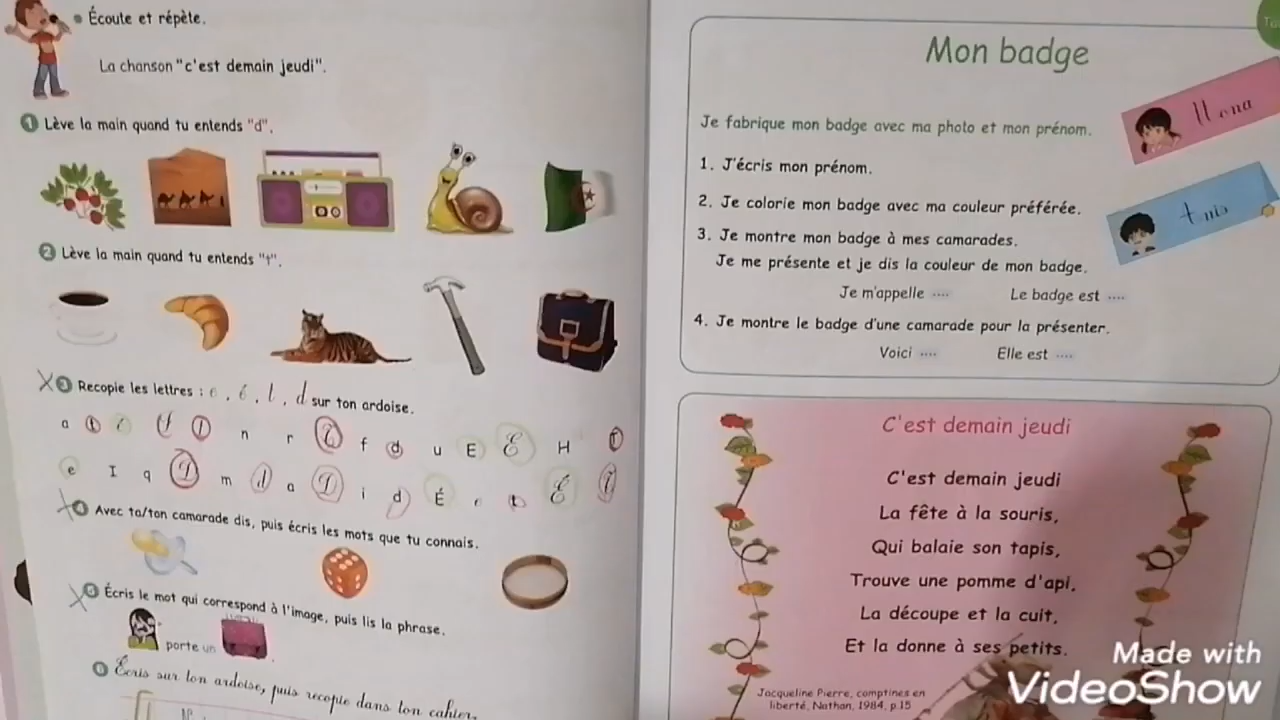 Écoute et répète.
La chanson "c'est demain jeudi".
1 Lève la main quand tu entends "d".
2 Lève la main quand tu entends "t".
3 Recopie les lettres : e , é , t , d sur ton ardoise.
n r f d u E É H
e I q D m d a D i d É t É
4 Avec ta/ton camarade dis, puis écris les mots que tu connais.
5 Écris le mot qui correspond à l'image, puis lis la phrase.
porte un .
6 Écris sur ton ardoise, puis recopie dans ton cahier.
Mon badge
Je fabrique mon badge avec ma photo et mon prénom.
1. J'écris mon prénom.
2. Je colorie mon badge avec ma couleur préférée.
3. Je montre mon badge à mes camarades.
Je me présente et je dis la couleur de mon badge.
Je m'appelle .... Le badge est ....
4. Je montre le badge d'une camarade pour la présenter.
Voici .... Elle est ....
C'est demain jeudi
C'est demain jeudi
La fête à la souris,
Qui balaie son tapis,
Trouve une pomme d'api,
La découpe et la cuit,
Et la donne à ses petits.
Jacqueline Pierre, comptines en
liberté, Nathan, 1984, p.15
Made with
VideoShow